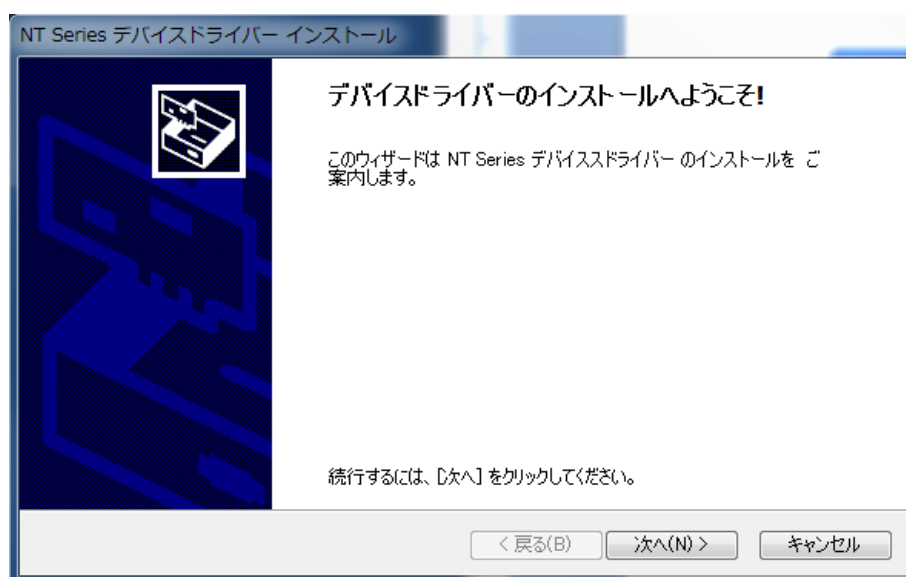 NT Series デバイスドライバー インストール
デバイスドライバーのインストールへようこそ!
このウィザードは NT Series デバイススドライバー のインストールを ご
案内します。
続行するには、[次へ] をクリックしてください。
< 戻る(B)
次へ(N) >
キャンセル